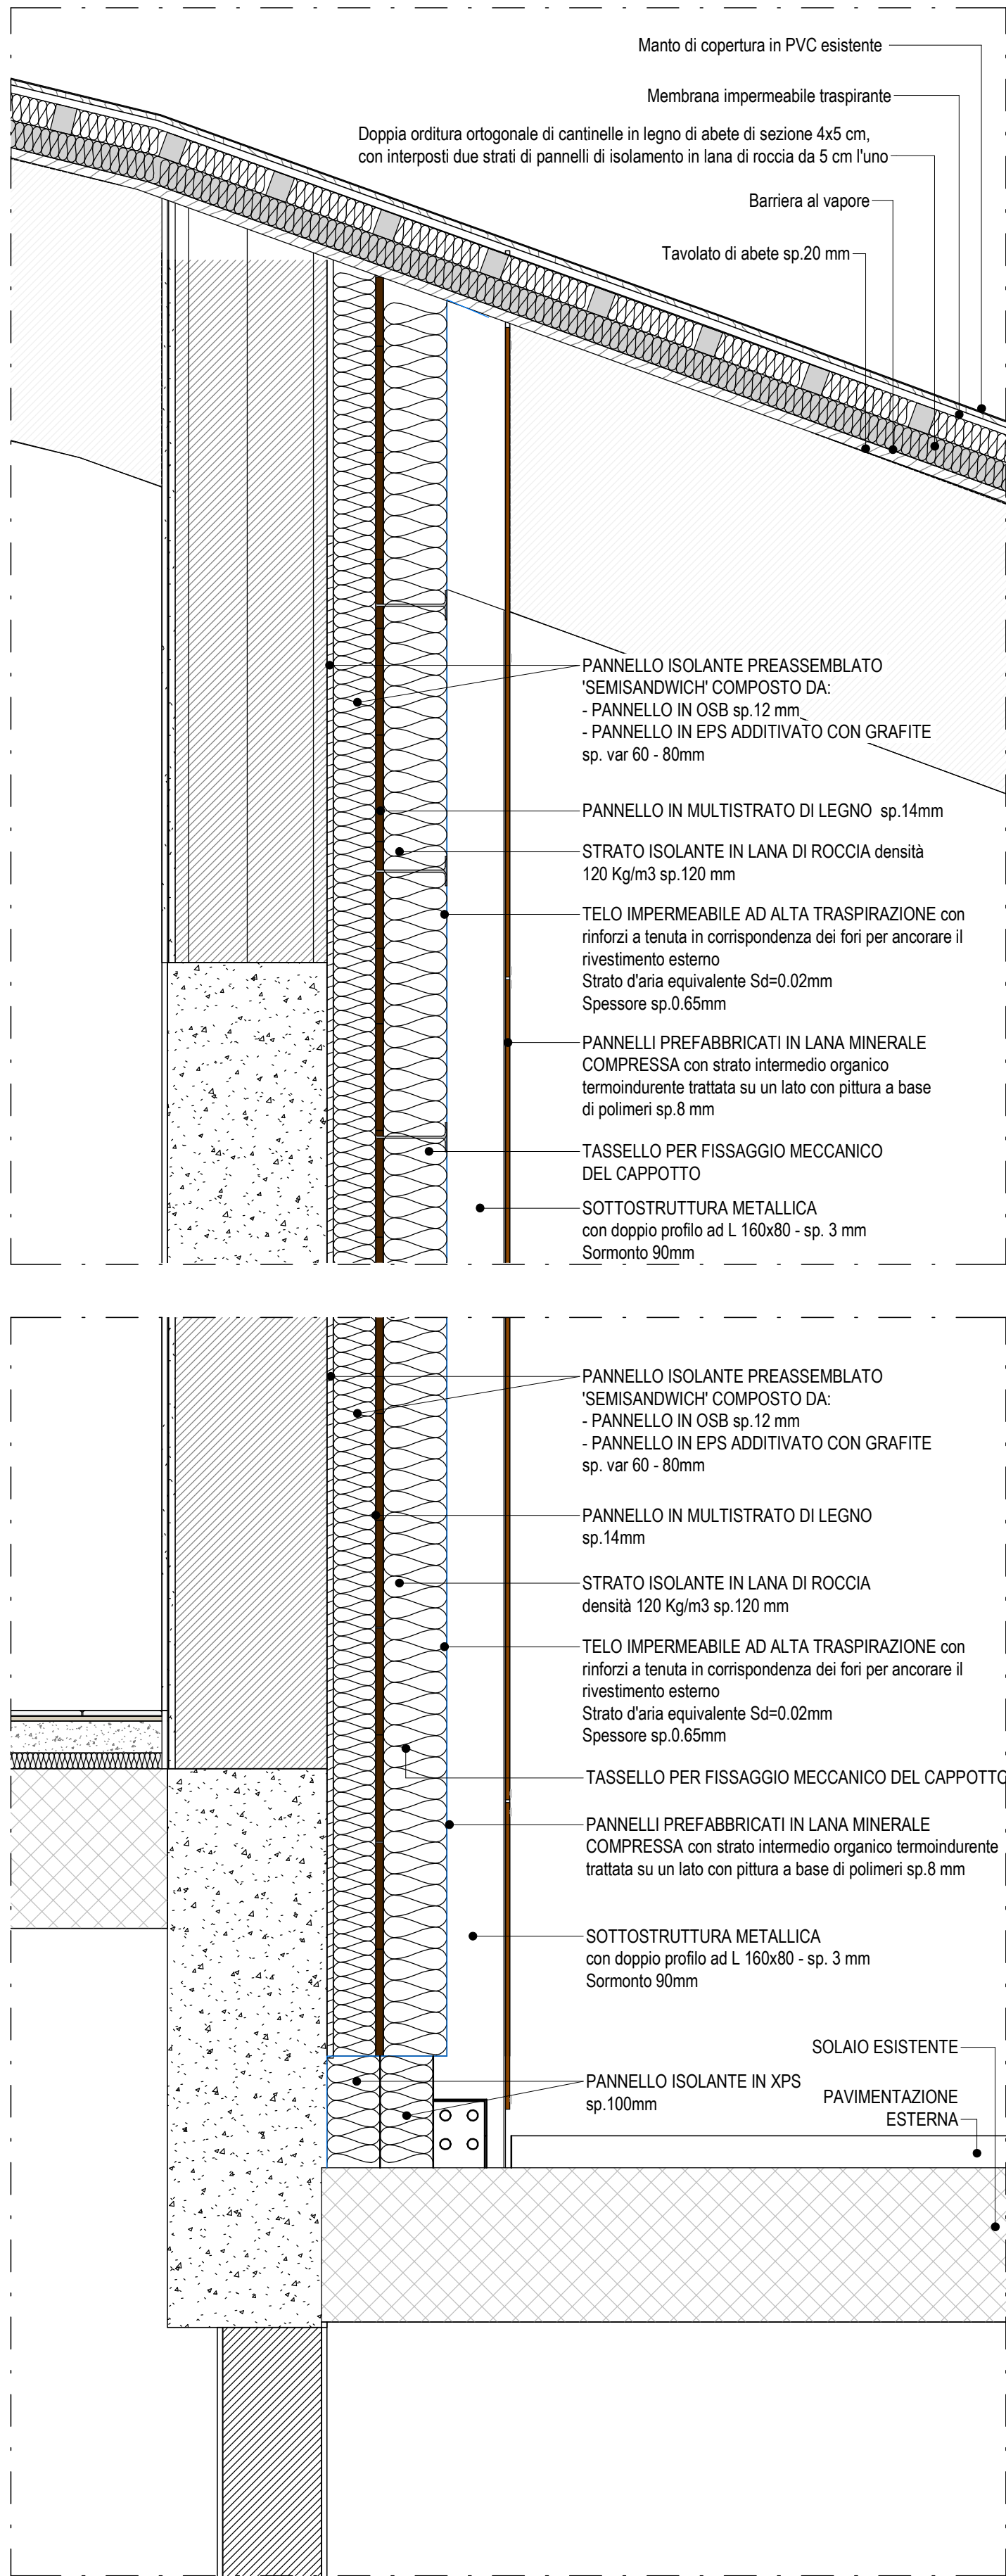 Manto di copertura in PVC esistente
Membrana impermeabile traspirante
Doppia orditura ortogonale di cantinelle in legno di abete di sezione 4x5 cm,
con interposti due strati di pannelli di isolamento in lana di roccia da 5 cm l'uno
Barriera al vapore
Tavolato di abete sp.20 mm
PANNELLO ISOLANTE PREASSEMBLATO
'SEMISANDWICH' COMPOSTO DA:
- PANNELLO IN OSB sp.12 mm
- PANNELLO IN EPS ADDITIVATO CON GRAFITE
sp. var 60 - 80mm
PANNELLO IN MULTISTRATO DI LEGNO sp.14mm
STRATO ISOLANTE IN LANA DI ROCCIA densità
120 Kg/m3 sp.120 mm
TELO IMPERMEABILE AD ALTA TRASPIRAZIONE con
rinforzi a tenuta in corrispondenza dei fori per ancorare il
rivestimento esterno
Strato d'aria equivalente Sd=0.02mm
Spessore sp.0.65mm
PANNELLI PREFABBRICATI IN LANA MINERALE
COMPRESSA con strato intermedio organico
termoindurente trattata su un lato con pittura a base
di polimeri sp.8 mm
TASSELLO PER FISSAGGIO MECCANICO
DEL CAPPOTTO
SOTTOSTRUTTURA METALLICA
con doppio profilo ad L 160x80 - sp. 3 mm
Sormonto 90mm
PANNELLO ISOLANTE PREASSEMBLATO
'SEMISANDWICH' COMPOSTO DA:
- PANNELLO IN OSB sp.12 mm
- PANNELLO IN EPS ADDITIVATO CON GRAFITE
sp. var 60 - 80mm
PANNELLO IN MULTISTRATO DI LEGNO
sp.14mm
STRATO ISOLANTE IN LANA DI ROCCIA
densità 120 Kg/m3 sp.120 mm
TELO IMPERMEABILE AD ALTA TRASPIRAZIONE con
rinforzi a tenuta in corrispondenza dei fori per ancorare il
rivestimento esterno
Strato d'aria equivalente Sd=0.02mm
Spessore sp.0.65mm
TASSELLO PER FISSAGGIO MECCANICO DEL CAPPOTTO
PANNELLI PREFABBRICATI IN LANA MINERALE
COMPRESSA con strato intermedio organico termoindurente
trattata su un lato con pittura a base di polimeri sp.8 mm
SOTTOSTRUTTURA METALLICA
con doppio profilo ad L 160x80 - sp. 3 mm
Sormonto 90mm
SOLAIO ESISTENTE
PANNELLO ISOLANTE IN XPS
sp.100mm
PAVIMENTAZIONE
ESTERNA